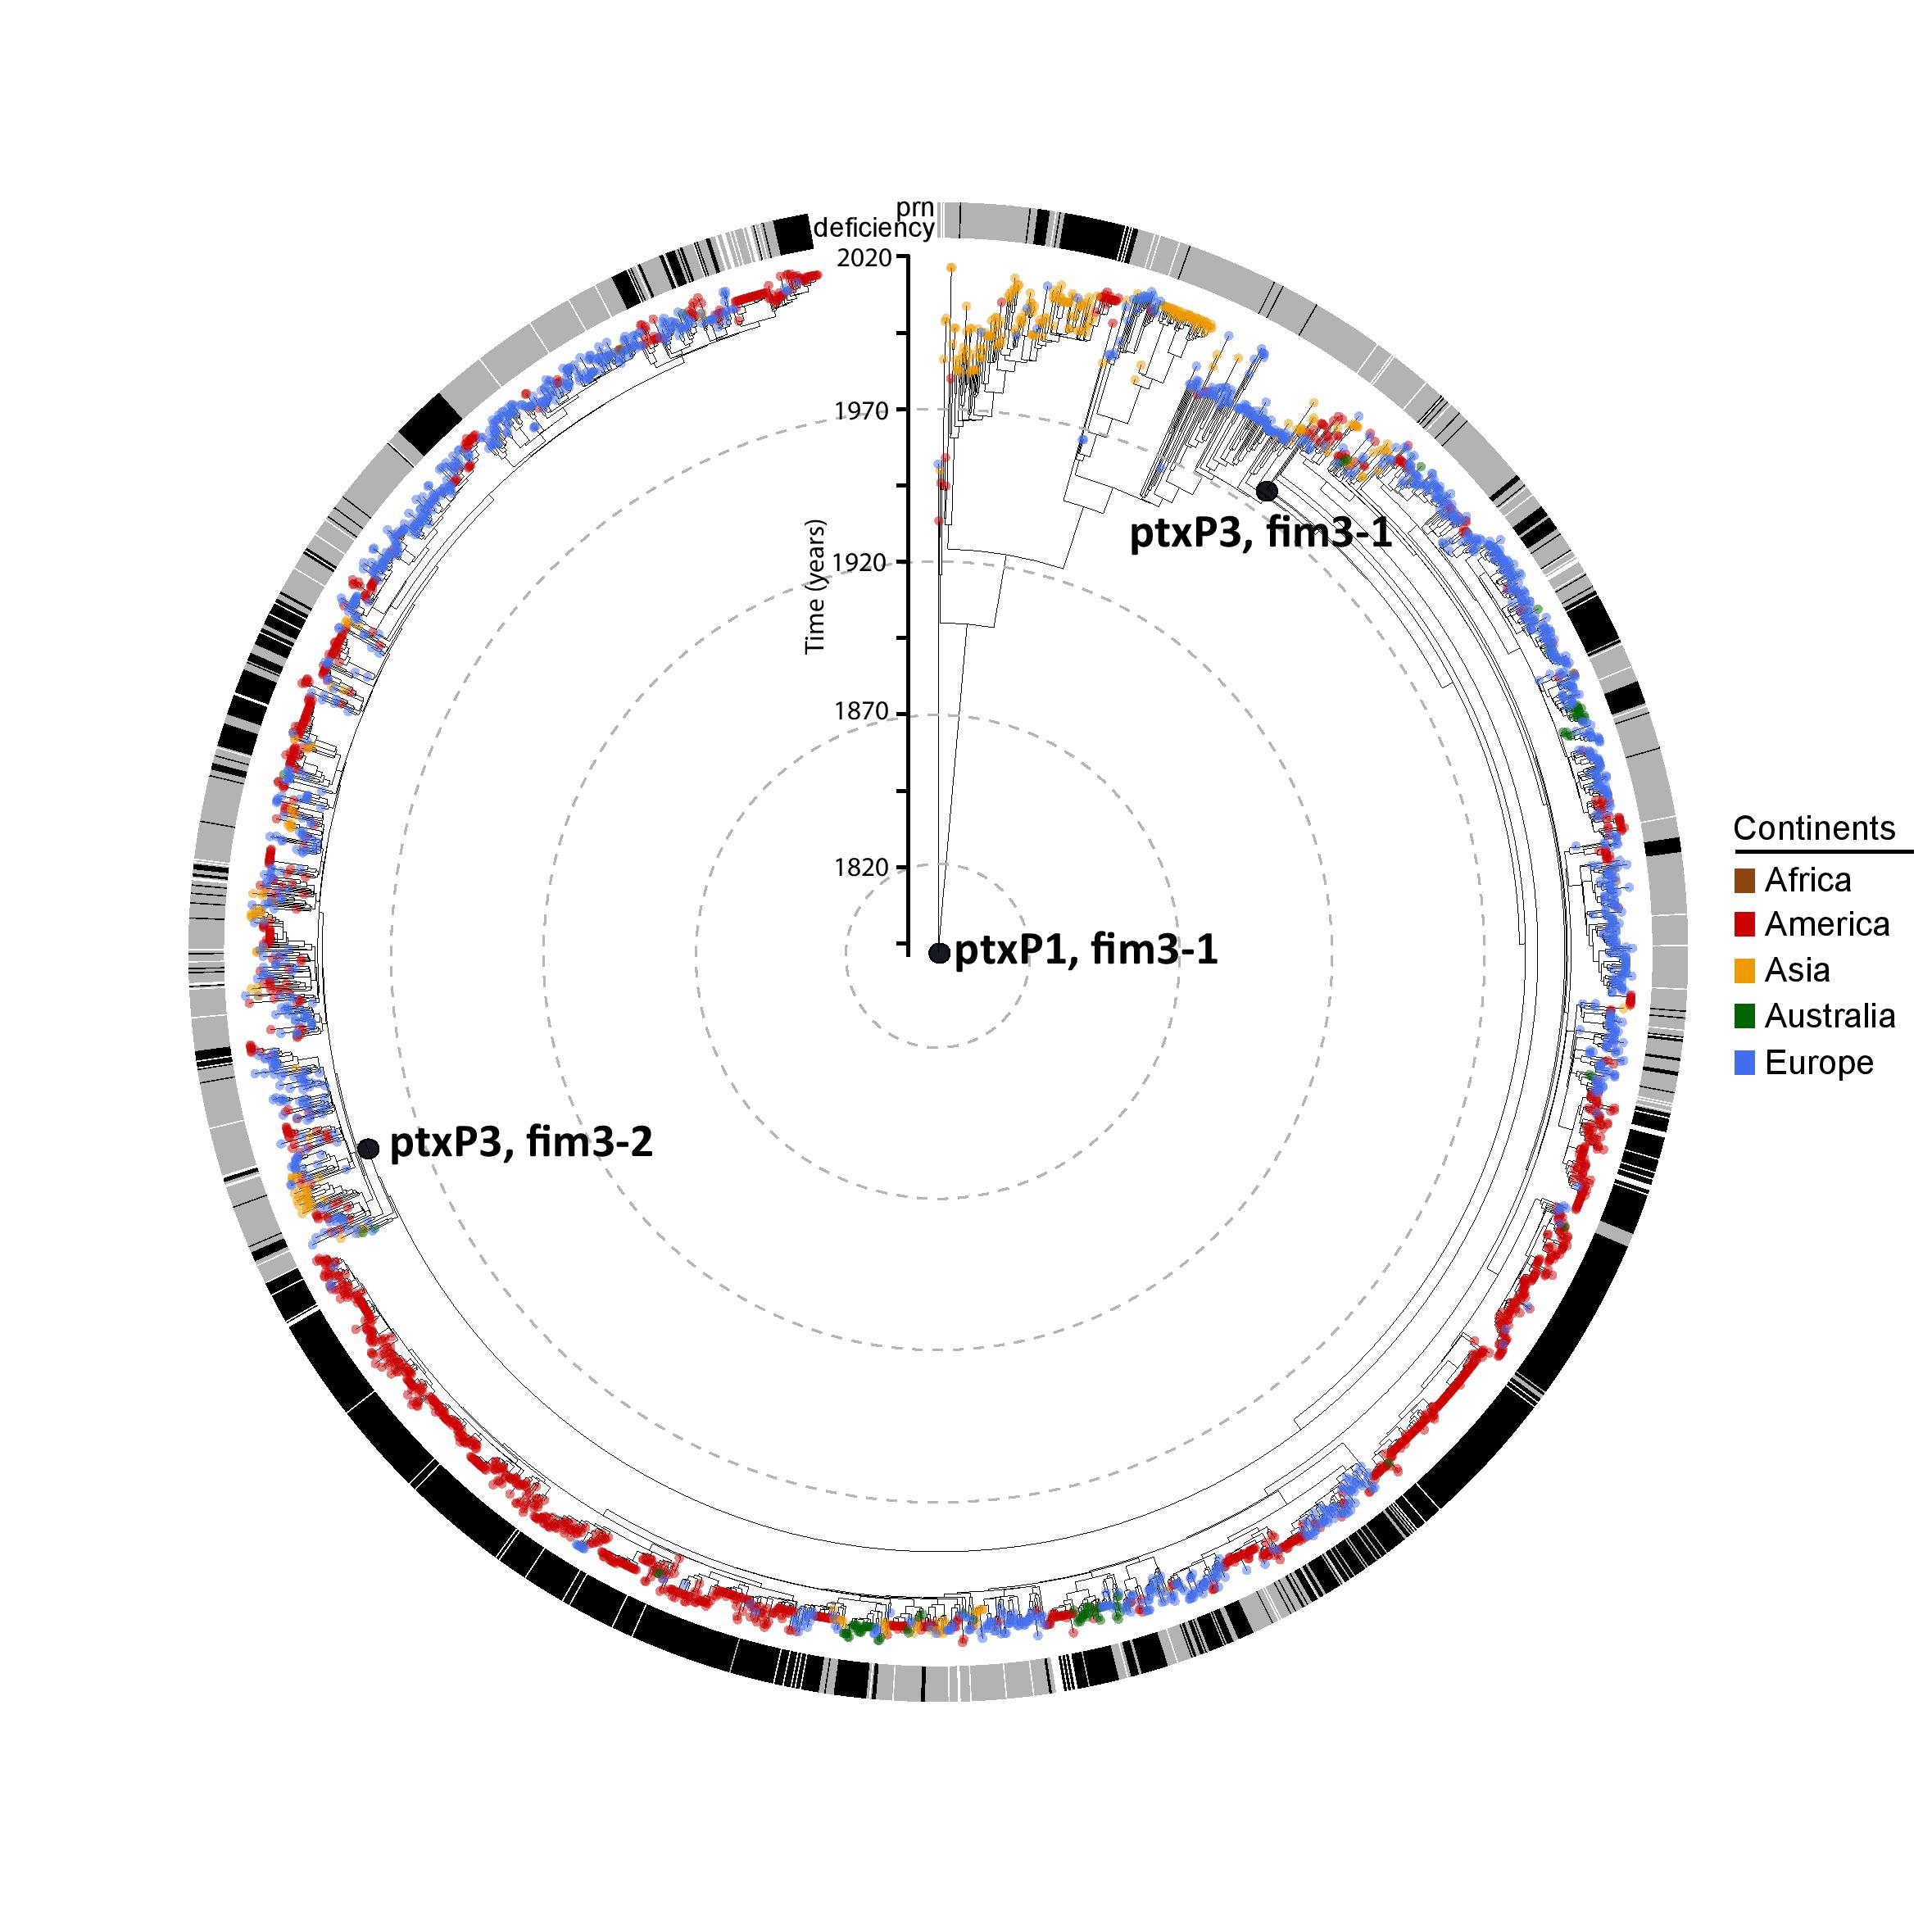 prn
deficiency
2020
1970
1920
1870
1820
Time (years)
ptxP3, fim3-1
ptxP1, fim3-1
ptxP3, fim3-2
Continents
Africa
America
Asia
Australia
Europe